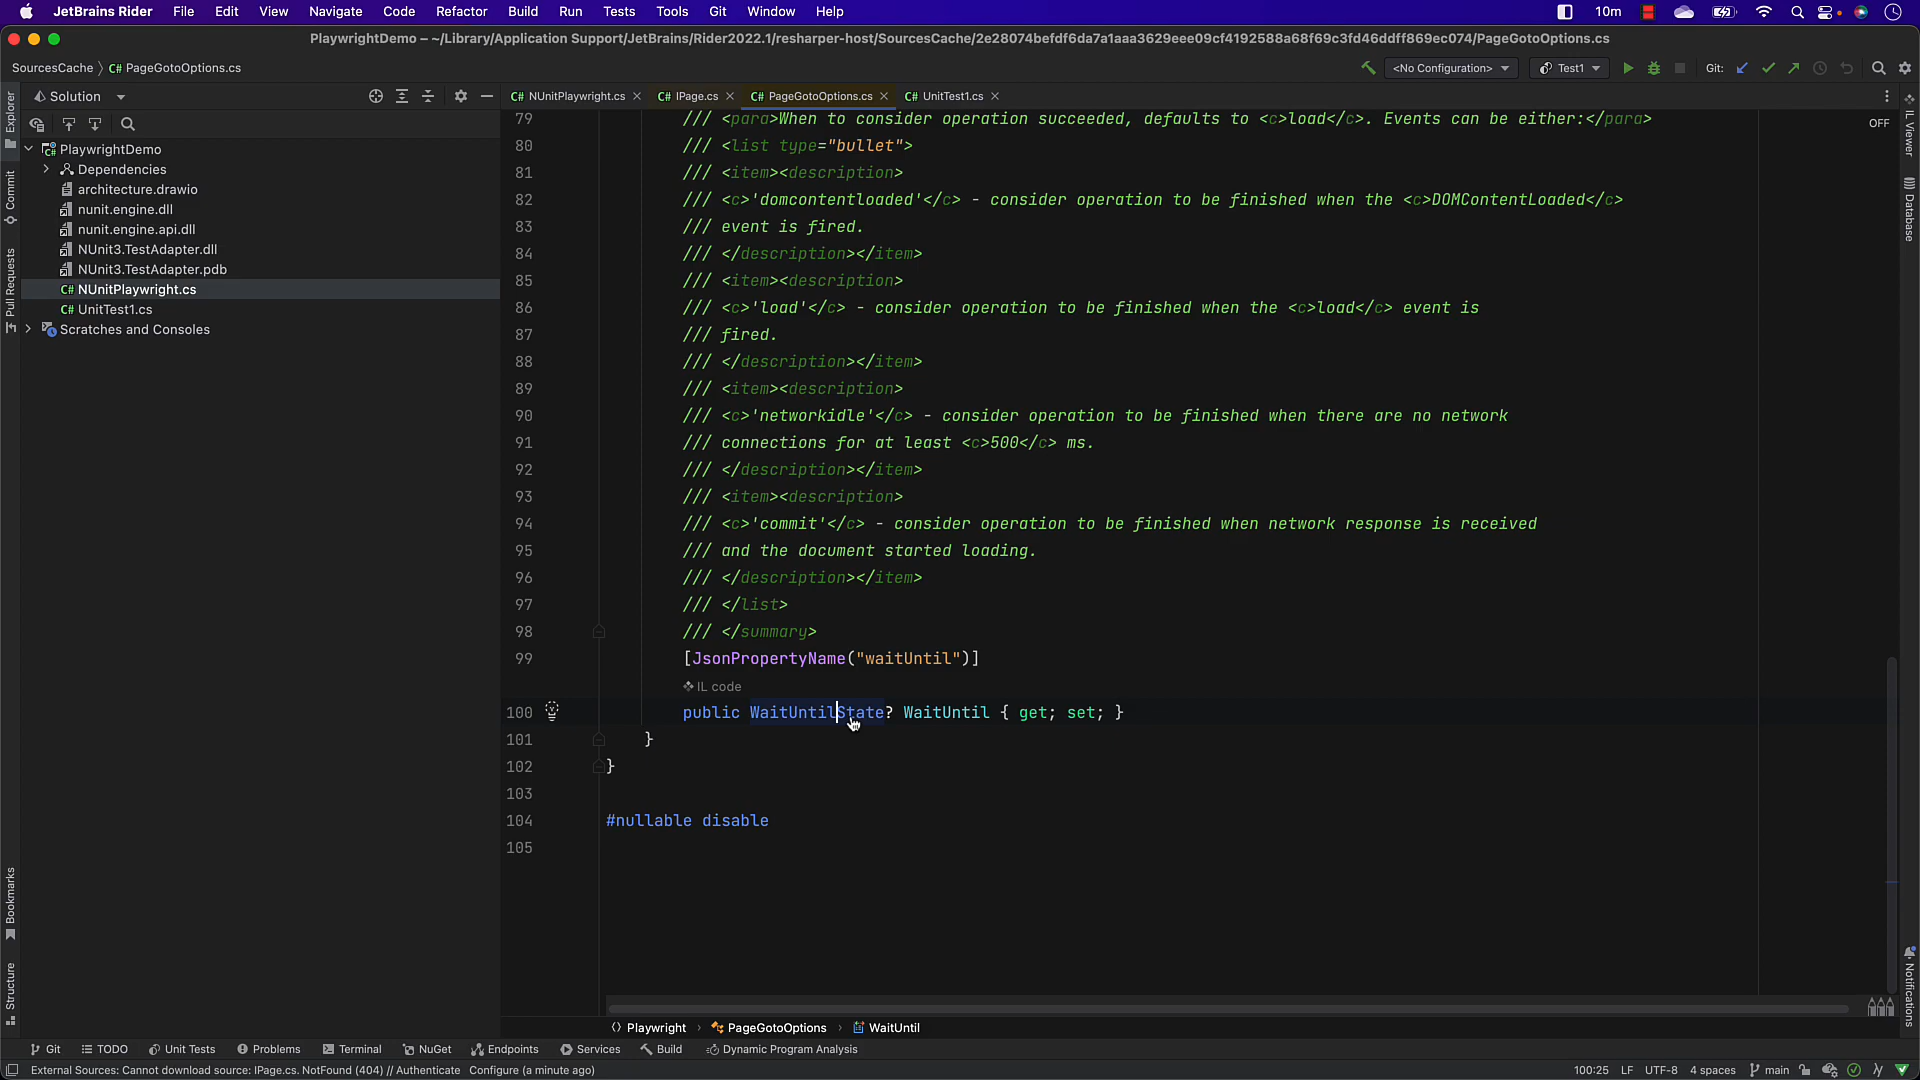 JetBrains Rider File Edit View Navigate Code Refactor Build Run Tests Tools Git Window Help 10m
PlaywrightDemo – ~/Library/Application Support/JetBrains/Rider2022.1/resharper-host/SourcesCache/2e28074befdf6da7a1aaa3629eee09cf4192588a68f69c3fd46ddff869ec074/PageGotoOptions.cs
SourcesCache C# PageGotoOptions.cs <No Configuration> Test1 Git:
Solution
C# NUnitPlaywright.cs C# IPage.cs C# PageGotoOptions.cs C# UnitTest1.cs
Explorer
Commit
Pull Requests
Bookmarks
Structure
PlaywrightDemo
Dependencies
architecture.drawio
nunit.engine.dll
nunit.engine.api.dll
NUnit3.TestAdapter.dll
NUnit3.TestAdapter.pdb
C# NUnitPlaywright.cs
C# UnitTest1.cs
Scratches and Consoles
OFF
79 /// <para>When to consider operation succeeded, defaults to <c>load</c>. Events can be either:</para>
80 /// <list type="bullet">
81 /// <item><description>
82 /// <c>'domcontentloaded'</c> - consider operation to be finished when the <c>DOMContentLoaded</c>
83 /// event is fired.
84 /// </description></item>
85 /// <item><description>
86 /// <c>'load'</c> - consider operation to be finished when the <c>load</c> event is
87 /// fired.
88 /// </description></item>
89 /// <item><description>
90 /// <c>'networkidle'</c> - consider operation to be finished when there are no network
91 /// connections for at least <c>500</c> ms.
92 /// </description></item>
93 /// <item><description>
94 /// <c>'commit'</c> - consider operation to be finished when network response is received
95 /// and the document started loading.
96 /// </description></item>
97 /// </list>
98 /// </summary>
99 [JsonPropertyName("waitUntil")]
IL code
100 public WaitUntilState? WaitUntil { get; set; }
101 }
102 }
103
104 #nullable disable
105
IL Viewer
Database
Notifications
Playwright PageGotoOptions WaitUntil
Git TODO Unit Tests Problems Terminal NuGet Endpoints Services Build Dynamic Program Analysis
External Sources: Cannot download source: IPage.cs. NotFound (404) // Authenticate Configure (a minute ago) 100:25 LF UTF-8 4 spaces main